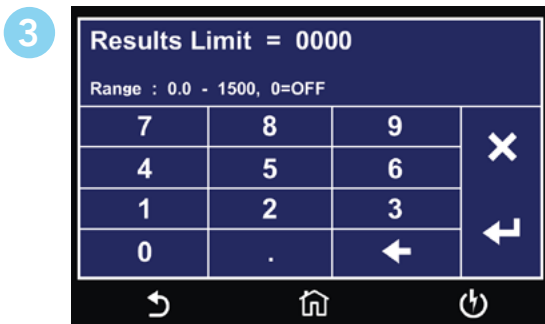 3
Results Limit = 0000
Range : 0.0 - 1500, 0=OFF
7 8 9
4 5 6
1 2 3
0 .